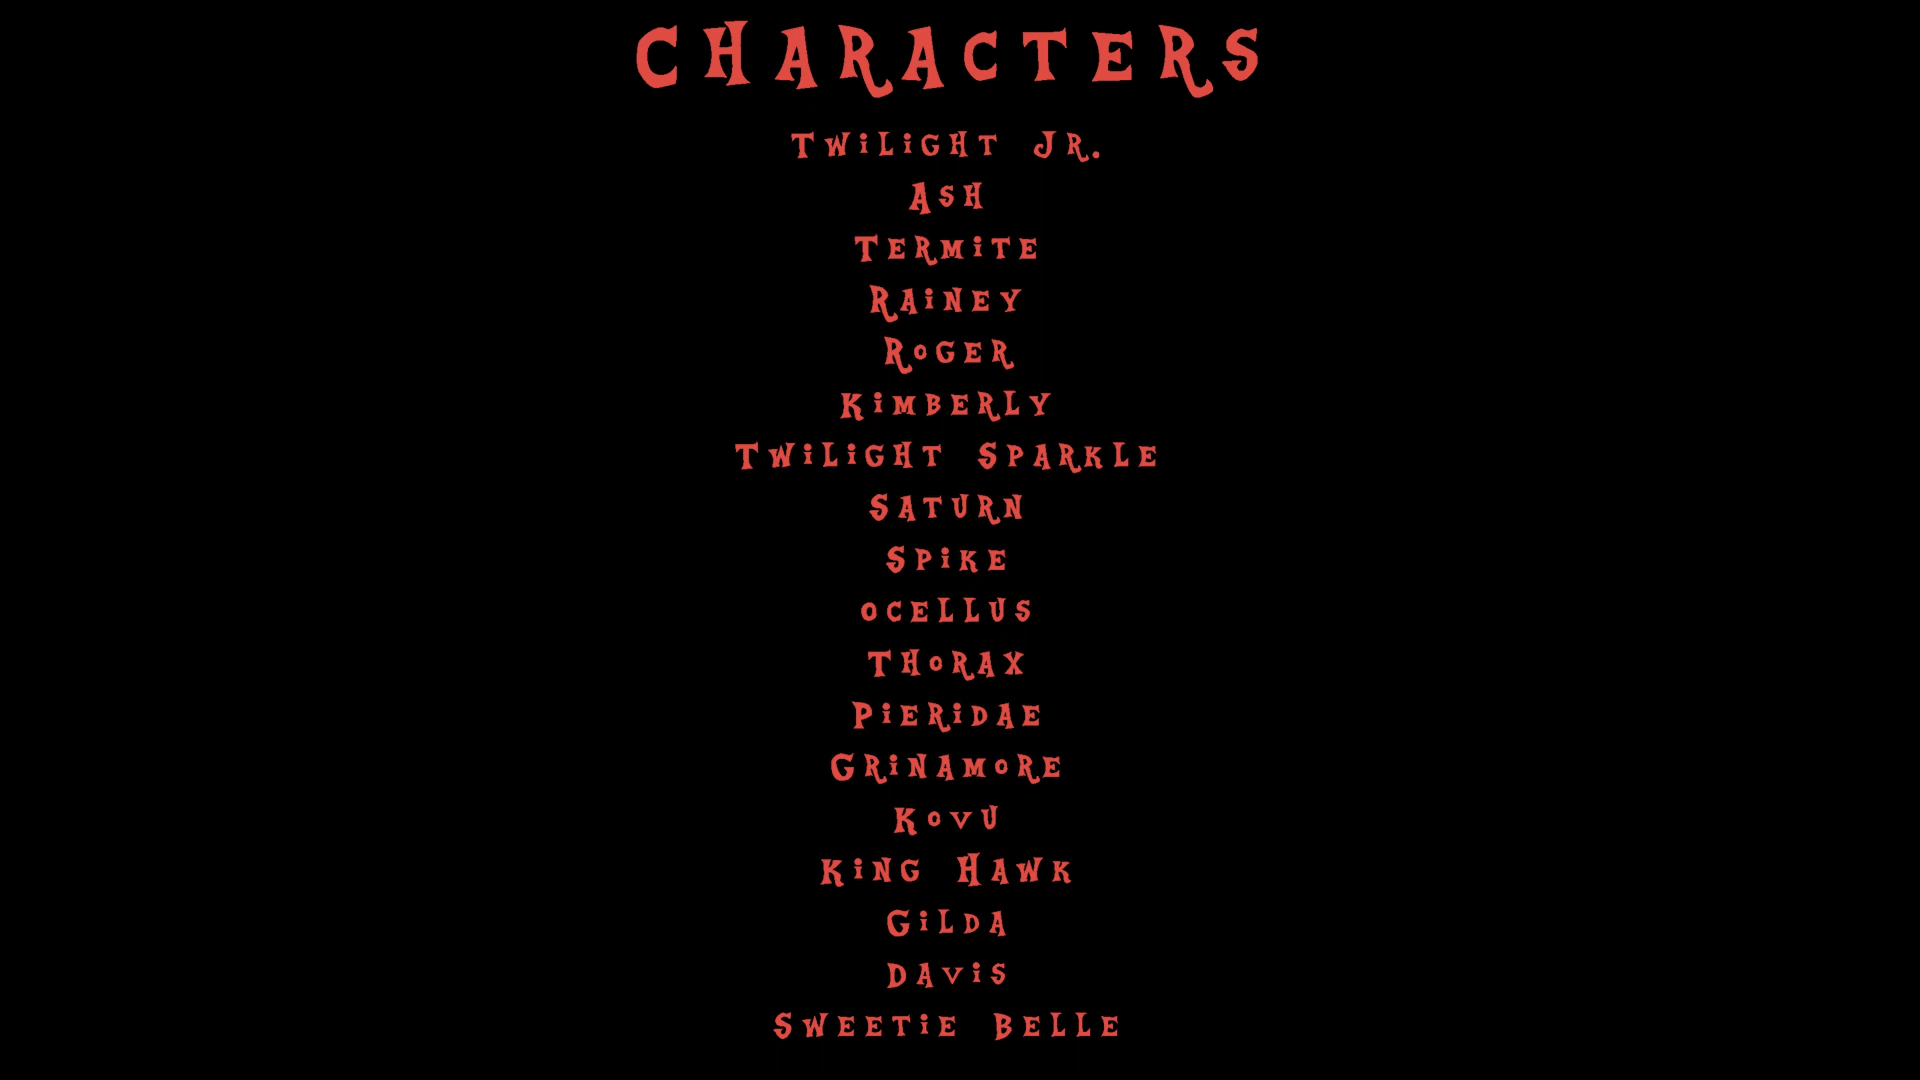 CHARACTERS
Twilight Jr.
Ash
Termite
Rainey
Roger
Kimberly
Twilight Sparkle
Saturn
Spike
Ocellus
Thorax
Pieridae
Grinamore
Kovu
King Hawk
Gilda
Davis
Sweetie Belle